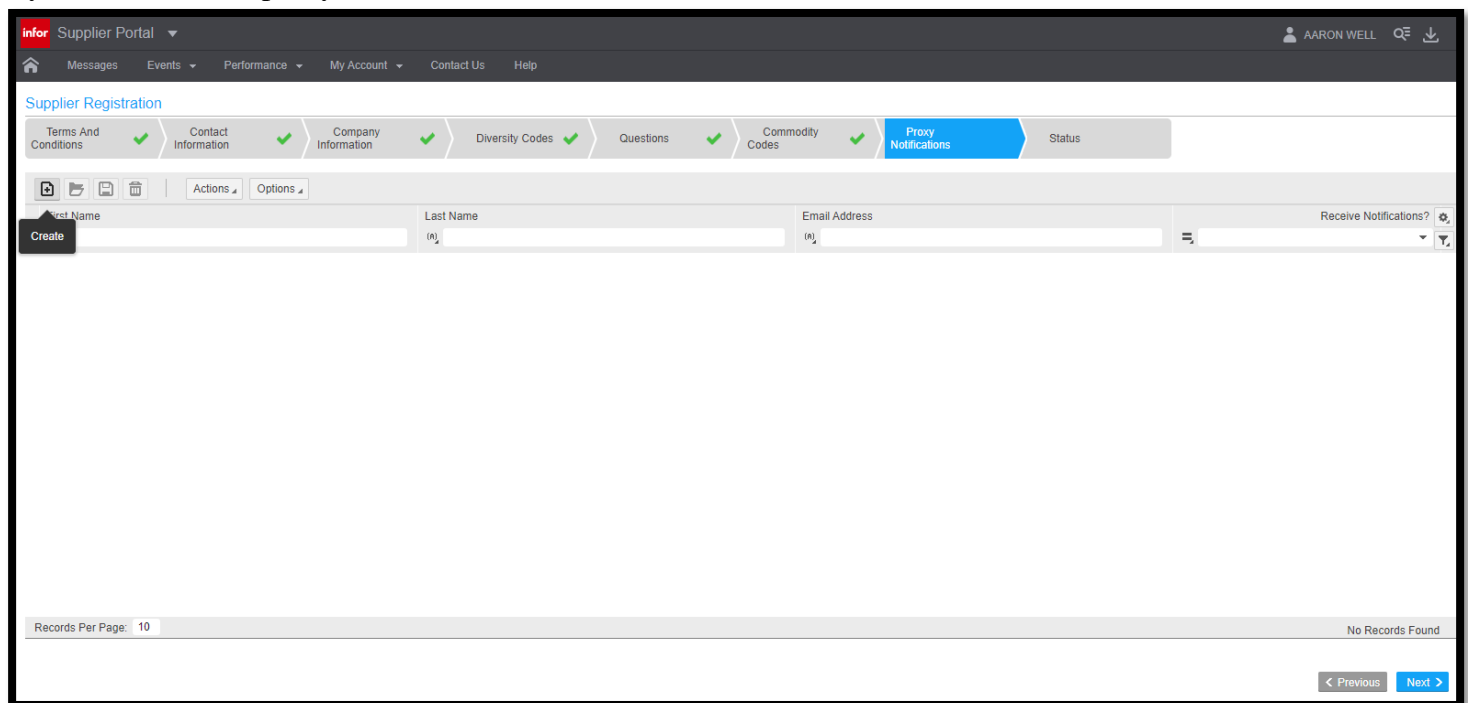 infor Supplier Portal AARON WELL
Messages Events Performance My Account Contact Us Help
Supplier Registration
Terms And Conditions Contact Information Company Information Diversity Codes Questions Commodity Codes Proxy Notifications Status
Actions Options
First Name Last Name Email Address Receive Notifications?
Create (A) (A) =
Records Per Page: 10 No Records Found
< Previous Next >